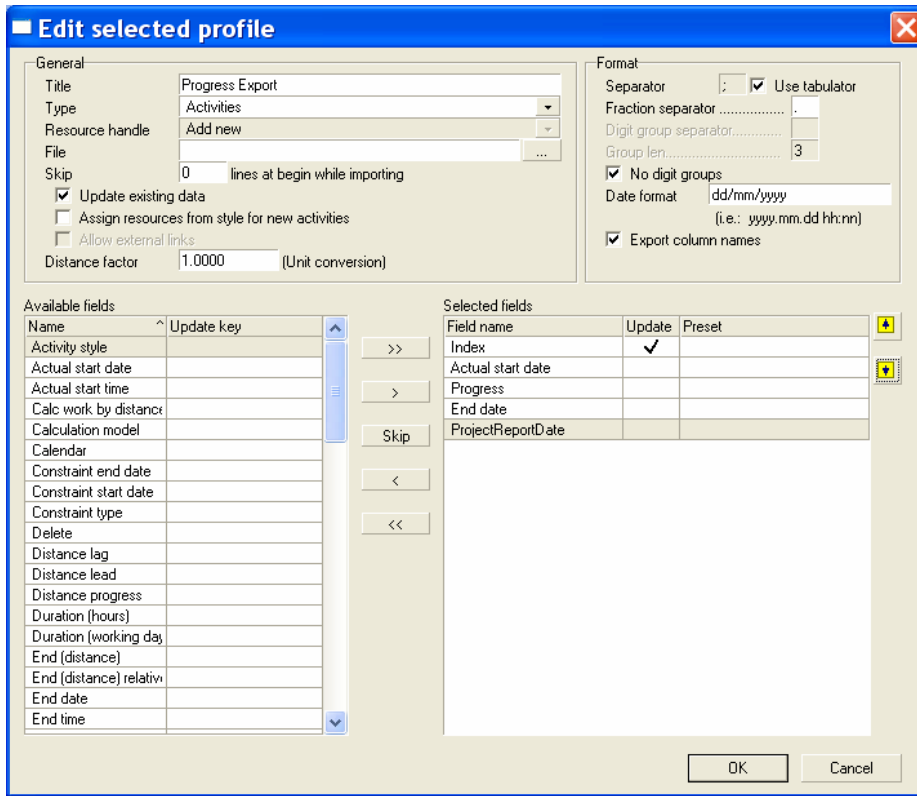 Edit selected profile
General
Title Progress Export
Type Activities
Resource handle Add new
File ...
Skip 0 lines at begin while importing
Update existing data
Assign resources from style for new activities
Allow external links
Distance factor 1.0000 (Unit conversion)
Format
Separator ; Use tabulator
Fraction separator ................. .
Digit group separator.............
Group len.............................. 3
No digit groups
Date format dd/mm/yyyy
(i.e.: yyyy.mm.dd hh:nn)
Export column names
Available fields
Name ^ Update key
Activity style
Actual start date
Actual start time
Calc work by distance
Calculation model
Calendar
Constraint end date
Constraint start date
Constraint type
Delete
Distance lag
Distance lead
Distance progress
Duration (hours)
Duration (working day
End (distance)
End (distance) relativ
End date
End time
>>
>
Skip
<
<<
Selected fields
Field name Update Preset
Index
Actual start date
Progress
End date
ProjectReportDate
OK Cancel